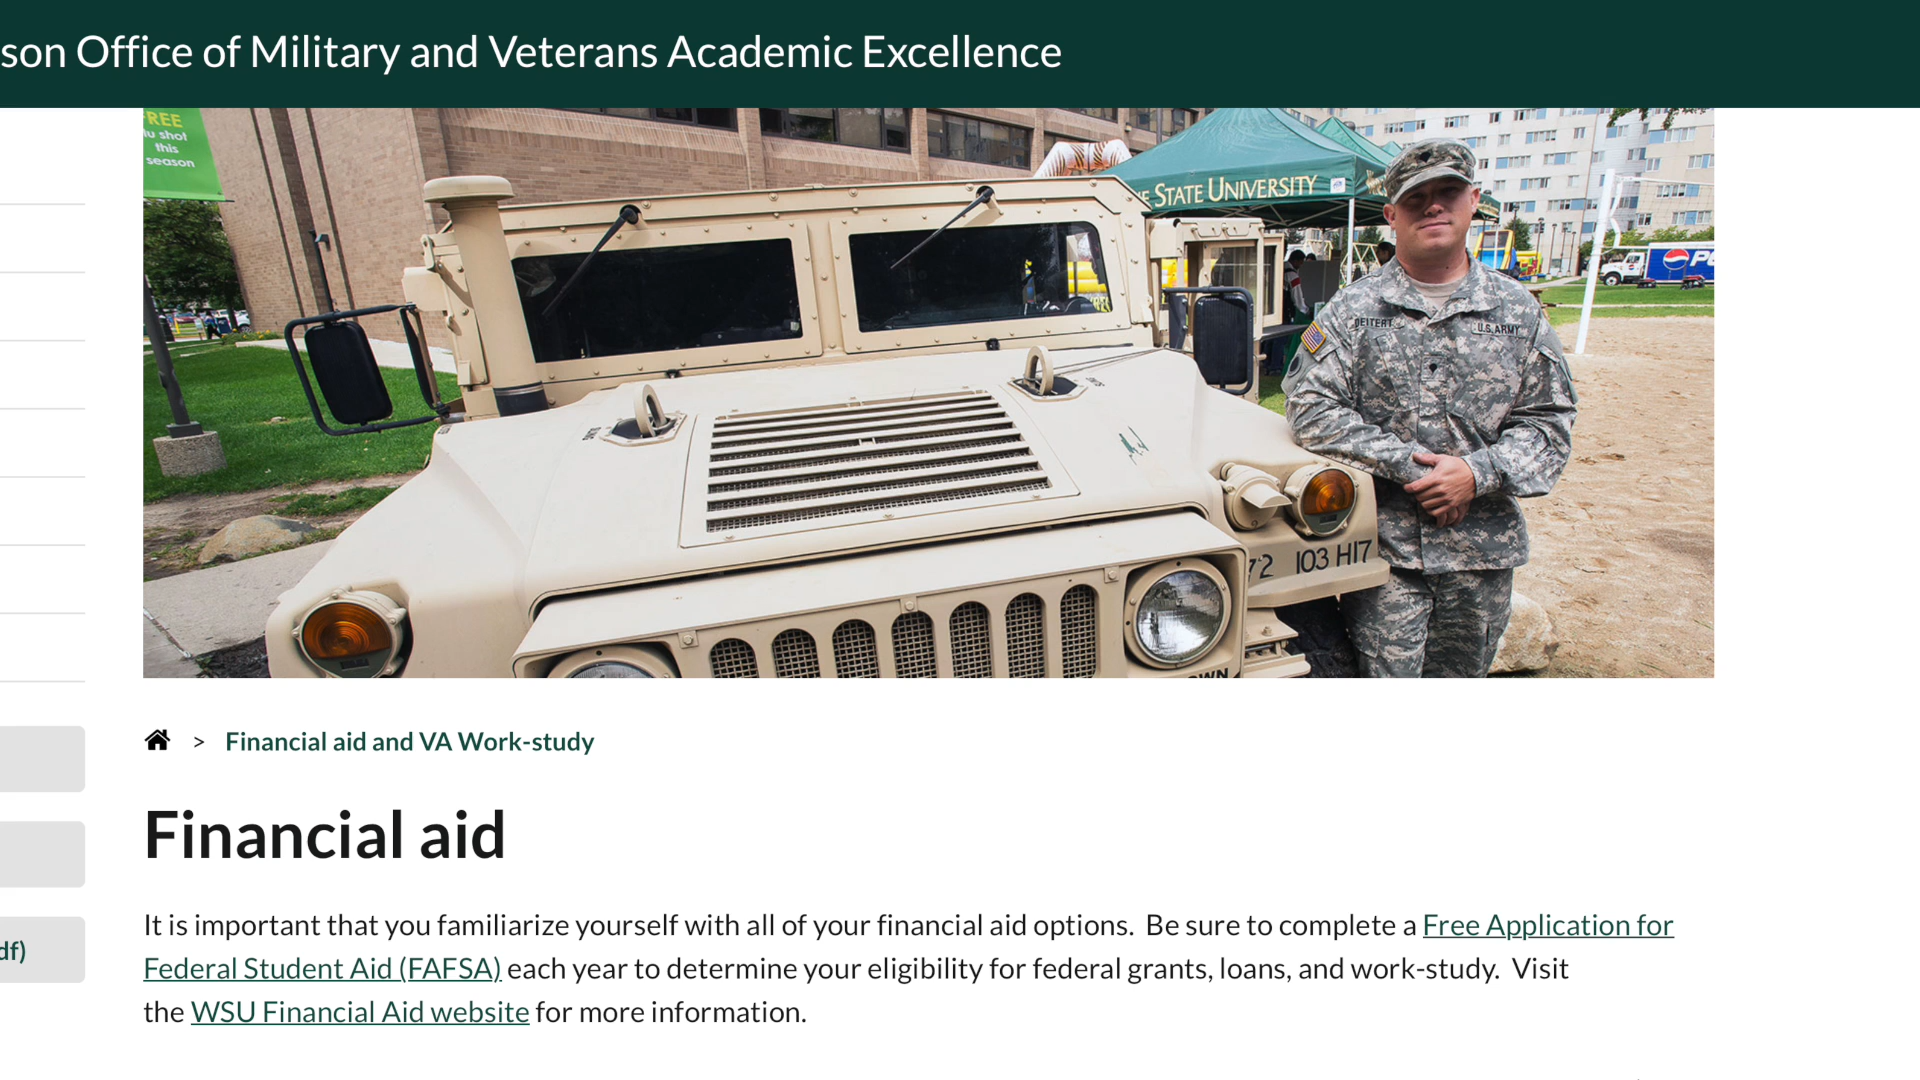 son Office of Military and Veterans Academic Excellence
FREE
lu shot
this
season
E STATE UNIVERSITY
DEITERT
U.S. ARMY
72 103 H17
df)
> Financial aid and VA Work-study
Financial aid
It is important that you familiarize yourself with all of your financial aid options. Be sure to complete a Free Application for
Federal Student Aid (FAFSA) each year to determine your eligibility for federal grants, loans, and work-study. Visit
the WSU Financial Aid website for more information.